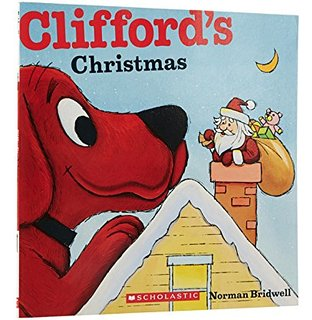 Clifford's
Christmas
SCHOLASTIC
Norman Bridwell